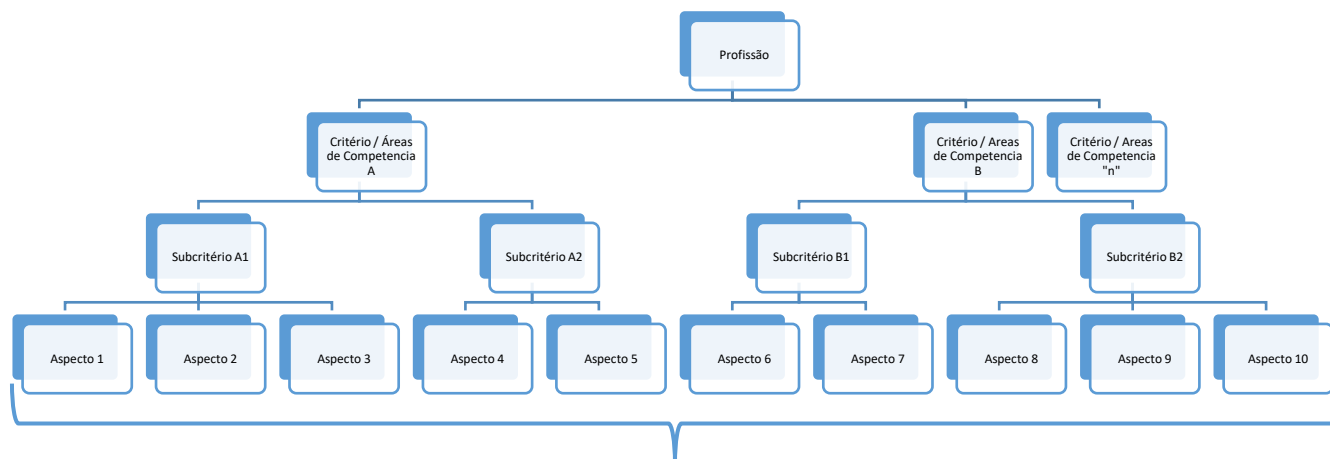 Profissão
Critério / Áreas
de Competencia
A
Critério / Areas
de Competencia
B
Critério / Areas
de Competencia
"n"
Subcritério A1
Subcritério A2
Subcritério B1
Subcritério B2
Aspecto 1
Aspecto 2
Aspecto 3
Aspecto 4
Aspecto 5
Aspecto 6
Aspecto 7
Aspecto 8
Aspecto 9
Aspecto 10